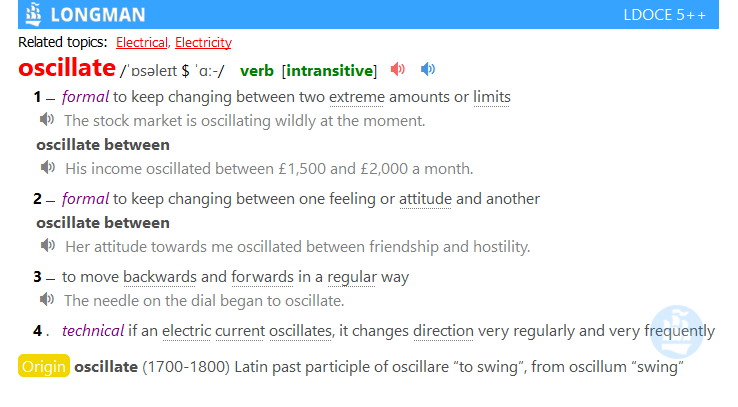 LONGMAN LDOCE 5++
Related topics: Electrical, Electricity
oscillate /ˈɒsəleɪt $ ˈɑː-/ verb [intransitive]
1 – formal to keep changing between two extreme amounts or limits
The stock market is oscillating wildly at the moment.
oscillate between
His income oscillated between £1,500 and £2,000 a month.
2 – formal to keep changing between one feeling or attitude and another
oscillate between
Her attitude towards me oscillated between friendship and hostility.
3 – to move backwards and forwards in a regular way
The needle on the dial began to oscillate.
4 . technical if an electric current oscillates, it changes direction very regularly and very frequently
Origin oscillate (1700-1800) Latin past participle of oscillare “to swing”, from oscillum “swing”